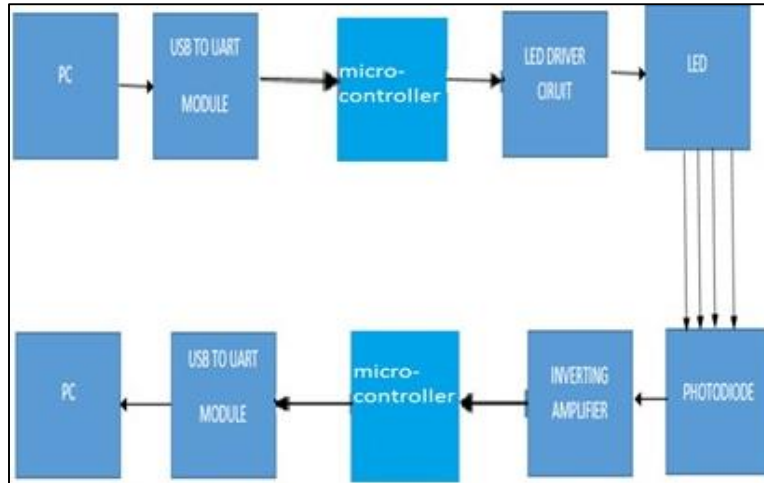 PC
USB TO UART
MODULE
micro-
controller
LED DRIVER
CIRUIT
LED
PC
USB TO UART
MODULE
micro-
controller
INVERTING
AMPLIFIER
PHOTODIODE